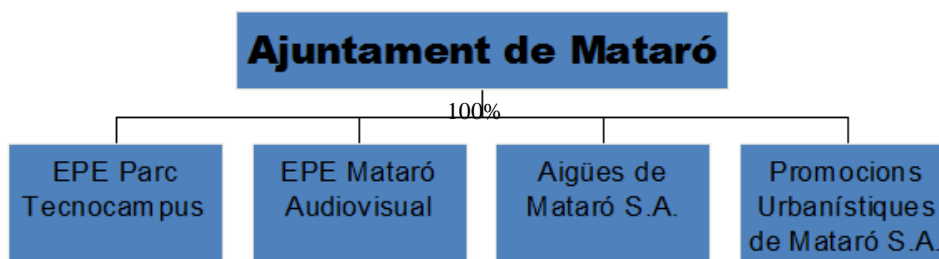 Ajuntament de Mataró
100%
EPE Parc
Tecnocampus
EPE Mataró
Audiovisual
Aigües de
Mataró S.A.
Promocions
Urbanístiques
de Mataró S.A.